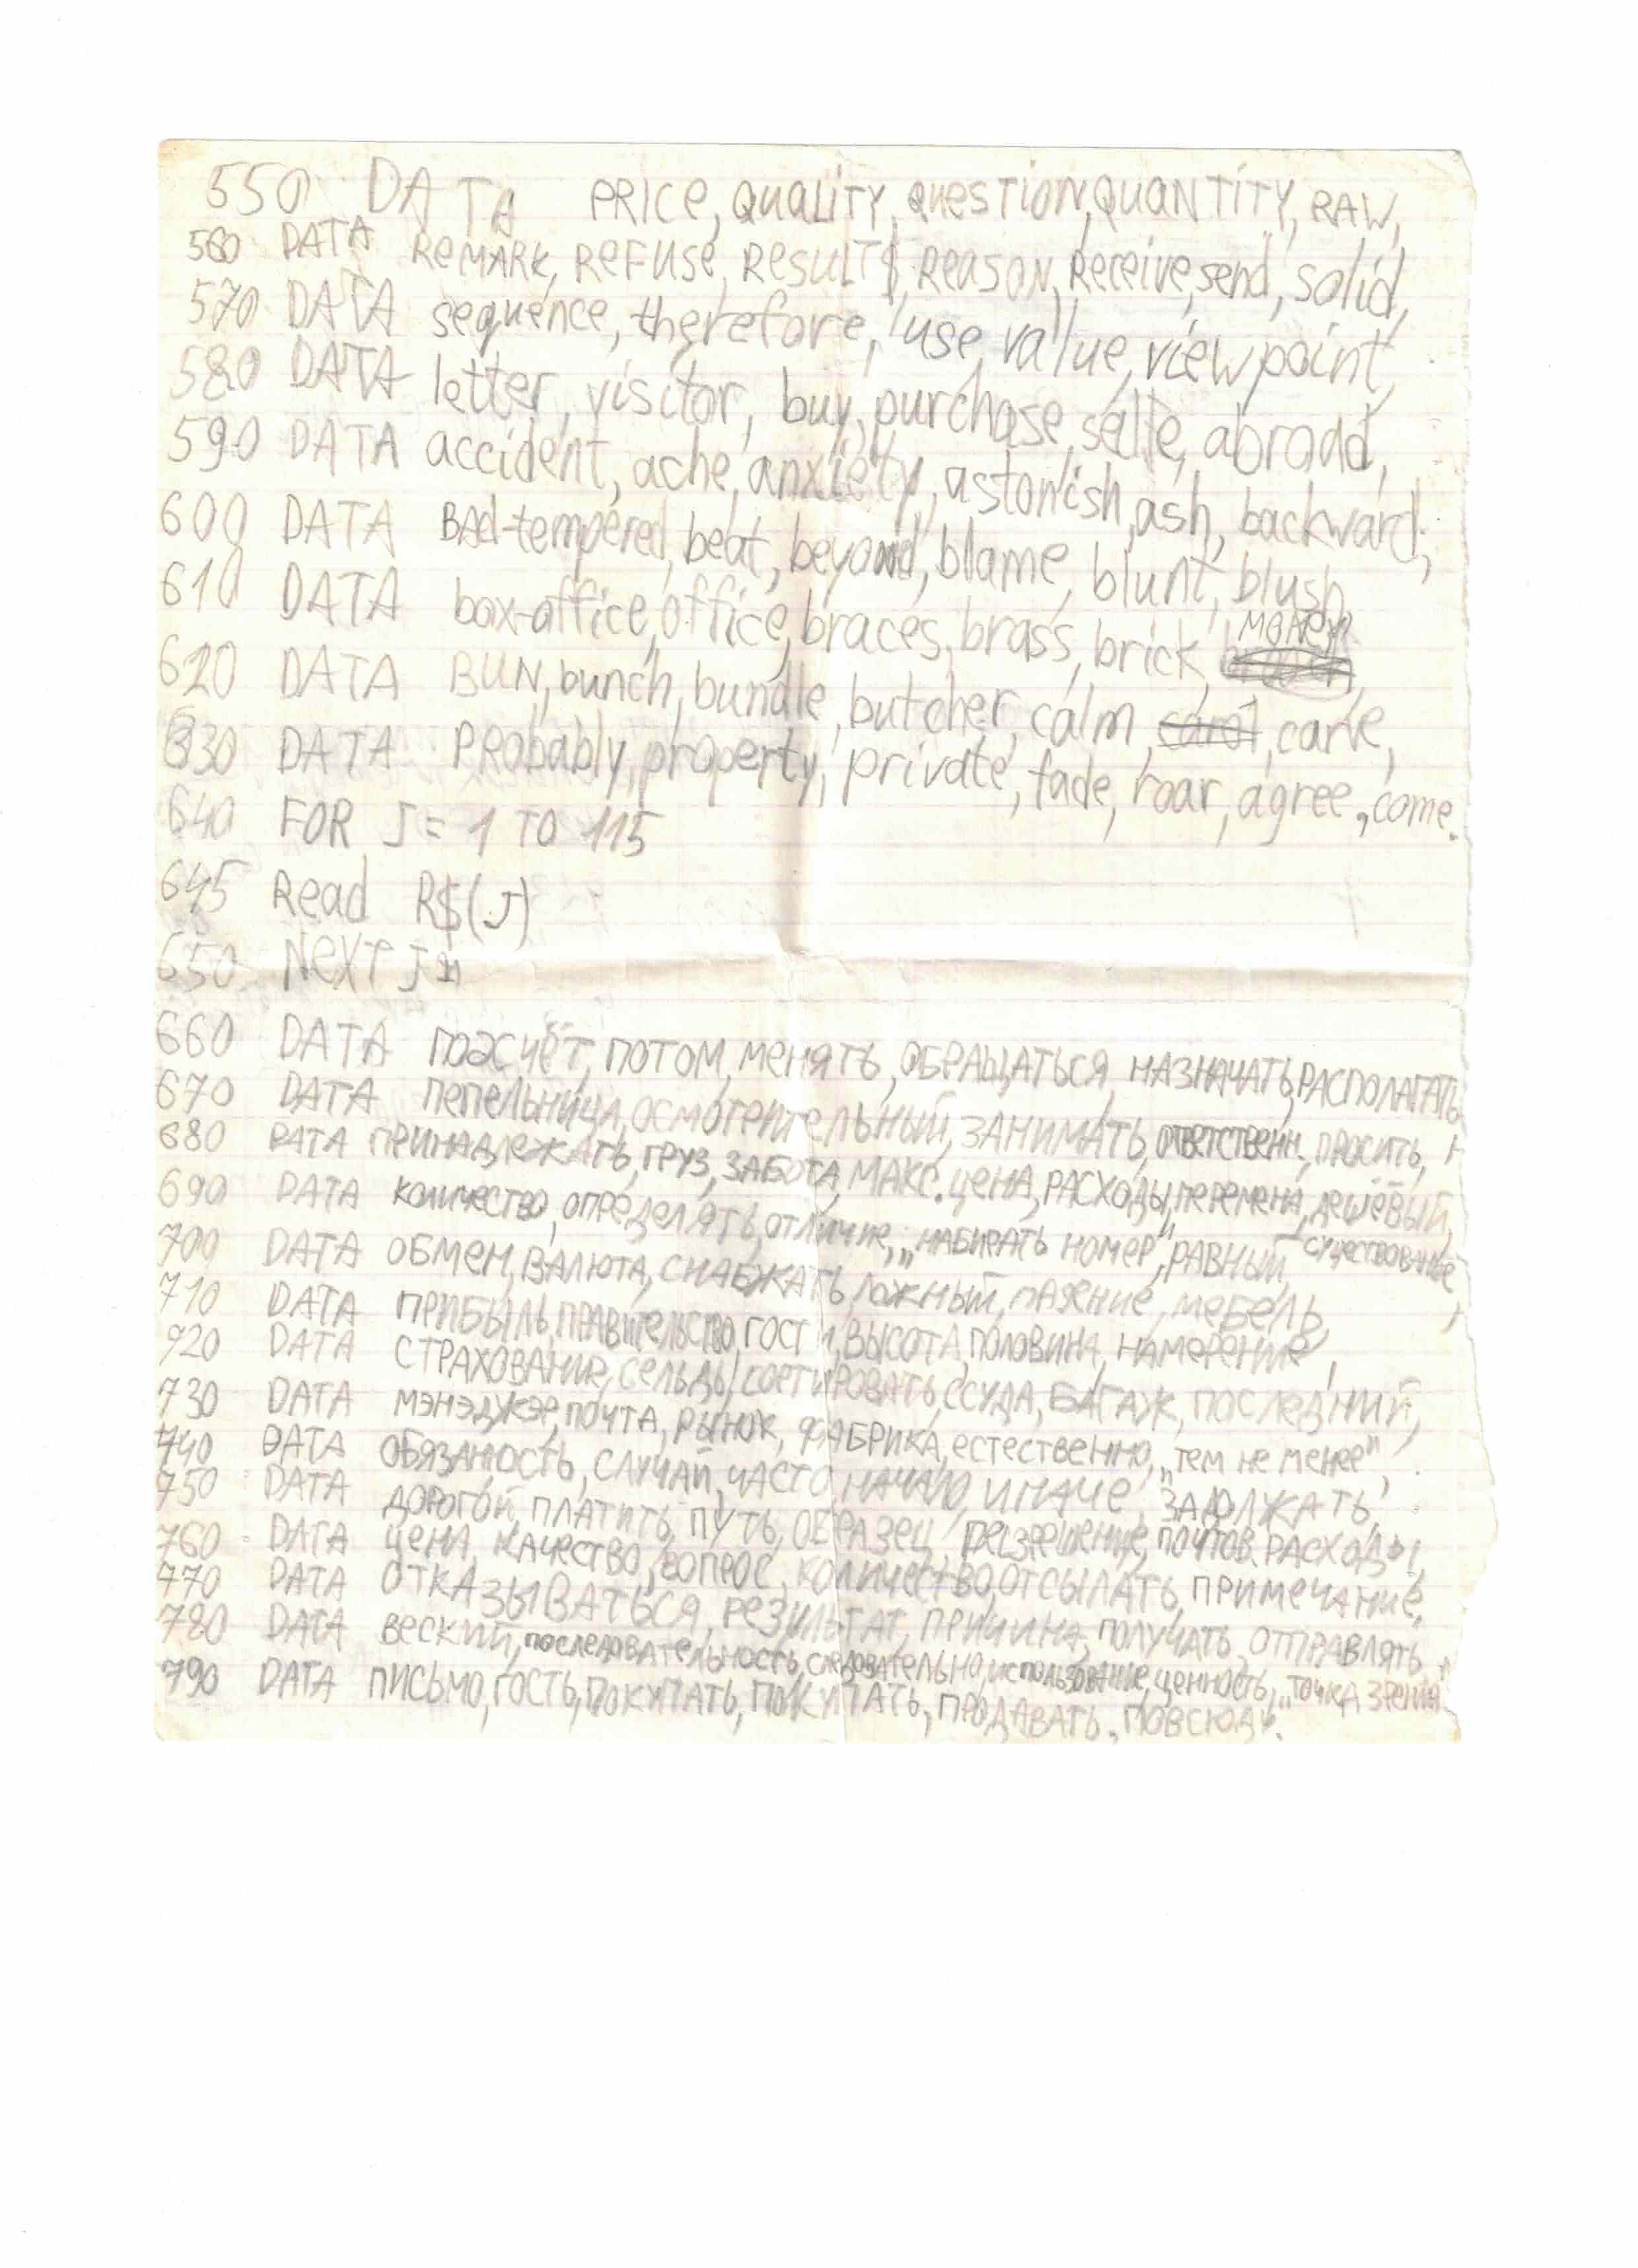 550 DATA PRICE, QUALITY, QUESTION, QUANTITY, RAW,
560 DATA REMARK, REFUSE, RESULT$, REASON, Receive, send, solid,
570 DATA sequence, therefore, use, value, viewpoint,
580 DATA letter, visitor, buy, purchase, selle, abroad,
590 DATA accident, ache, anxiety, astonish, ash, backward,
600 DATA BAd-tempered, beat, beyond, blame, blunt, blush
610 DATA box-office, office, braces, brass, brick,
620 DATA BUN, bunch, bundle, butcher, calm, carve,
630 DATA PRobably, property, private, fade, roar, agree, come.
640 FOR J = 1 TO 115
645 Read R$(J)
650 NEXT J
660 DATA ПОТОМ, МЕНЯТЬ, ОБРАЩАТЬСЯ, НАЗНАЧАТЬ, РАСПОЛАГАТЬ
670 DATA ПЕПЕЛЬНИЦА, ОСМОТРИТЕЛЬНЫЙ, ЗАНИМАТЬ, ОТВЕТСТВЕНН., ПРОСИТЬ,
680 DATA ПРИНАДЛЕЖАТЬ, ГРУЗ, ЗАБОТА, МАКС. ЦЕНА, РАСХОДЫ, ПЕРЕМЕНА, ДЕШЁВЫЙ,
690 DATA КОЛИЧЕСТВО, ОПРЕДЕЛЯТЬ, ОТЛИЧИЕ, „НАБИРАТЬ НОМЕР", РАВНЫЙ, СУЩЕСТВОВАНИЕ,
700 DATA ОБМЕН, ВАЛЮТА, СНАБЖАТЬ, ЛОЖНЫЙ, МЕБЕЛЬ,
710 DATA ПРИБЫЛЬ, ПРАВИТЕЛЬСТВО, ВЫСОТА, ПОЛОВИНА, НАМЕРЕНИЕ,
720 DATA СТРАХОВАНИЕ, СЕЛЬДЬ, СОРТИРОВАТЬ, ССУДА, БАГАЖ, ПОСЛЕДНИЙ,
730 DATA МЭНЭДЖЭР, ПОЧТА, РЫНОК, ФАБРИКА, ЕСТЕСТВЕННО, „ТЕМ НЕ МЕНЕЕ",
740 DATA ОБЯЗАННОСТЬ, СЛУЧАЙ, ЧАСТО, НАЧАЛО, ИНАЧЕ, ЗАДОЛЖАТЬ,
750 DATA ДОРОГОЙ, ПЛАТИТЬ, ПУТЬ, ОБРАЗЕЦ, РАЗРЕШЕНИЕ, ПОЧТОВ. РАСХОДЫ,
760 DATA ЦЕНА, КАЧЕСТВО, ВОПРОС, КОЛИЧЕСТВО, ОТСЫЛАТЬ, ПРИМЕЧАНИЕ,
770 DATA ОТКАЗЫВАТЬСЯ, РЕЗУЛЬТАТ, ПРИЧИНА, ПОЛУЧАТЬ, ОТПРАВЛЯТЬ,
780 DATA ВЕСКИЙ, ПОСЛЕДОВАТЕЛЬНОСТЬ, СЛЕДОВАТЕЛЬНО, ИСПОЛЬЗОВАНИЕ, ЦЕННОСТЬ, „ТОЧКА ЗРЕНИЯ"
790 DATA ПИСЬМО, ГОСТЬ, ПОКУПАТЬ, ПОКУПАТЬ, ПРОДАВАТЬ, ПОВСЮДУ.